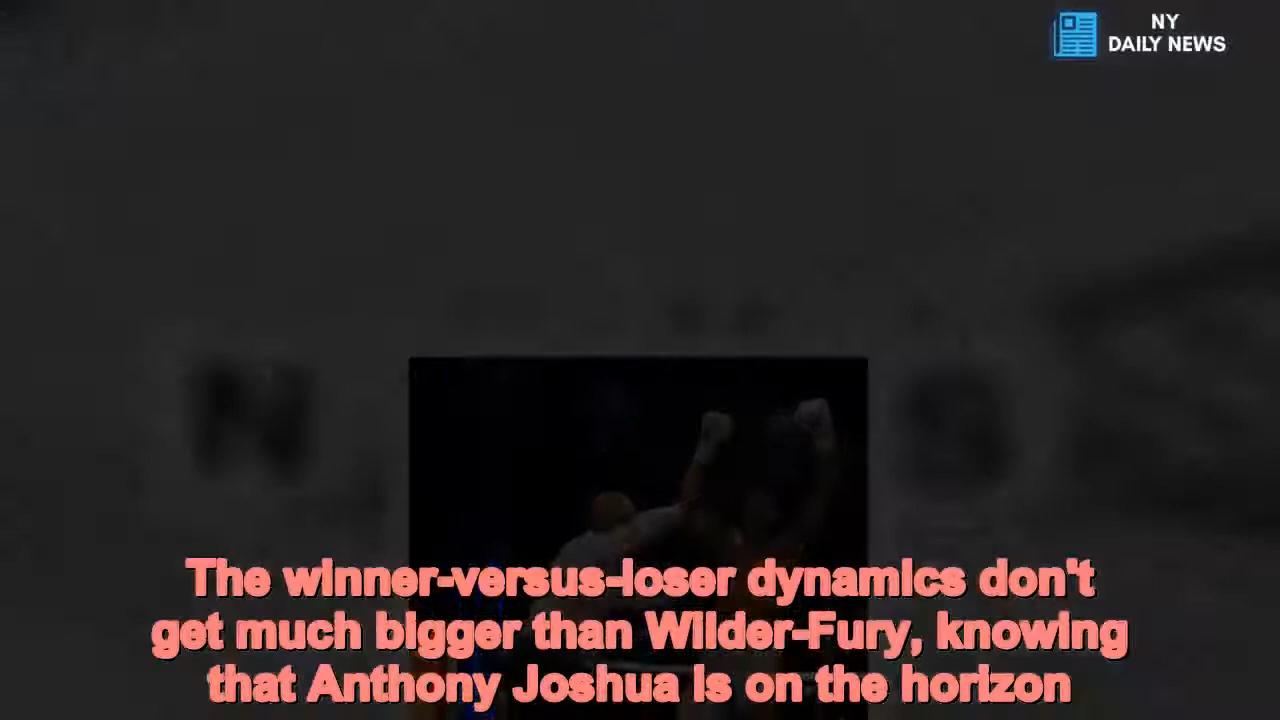 NY
DAILY NEWS
The winner-versus-loser dynamics don't
get much bigger than Wilder-Fury, knowing
that Anthony Joshua is on the horizon